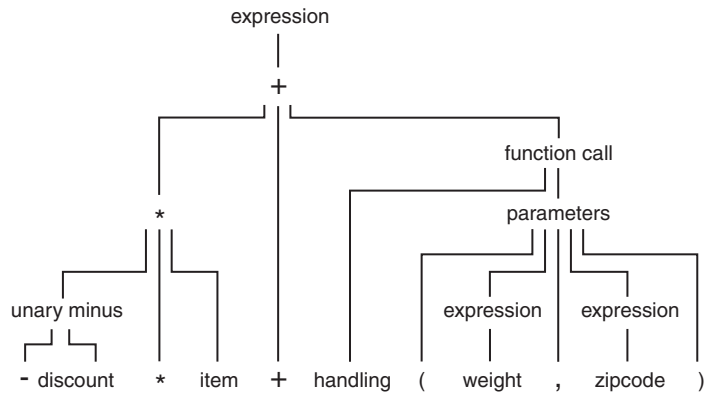 expression
+
function call
*
parameters
unary minus
expression
expression
- discount * item + handling ( weight , zipcode )